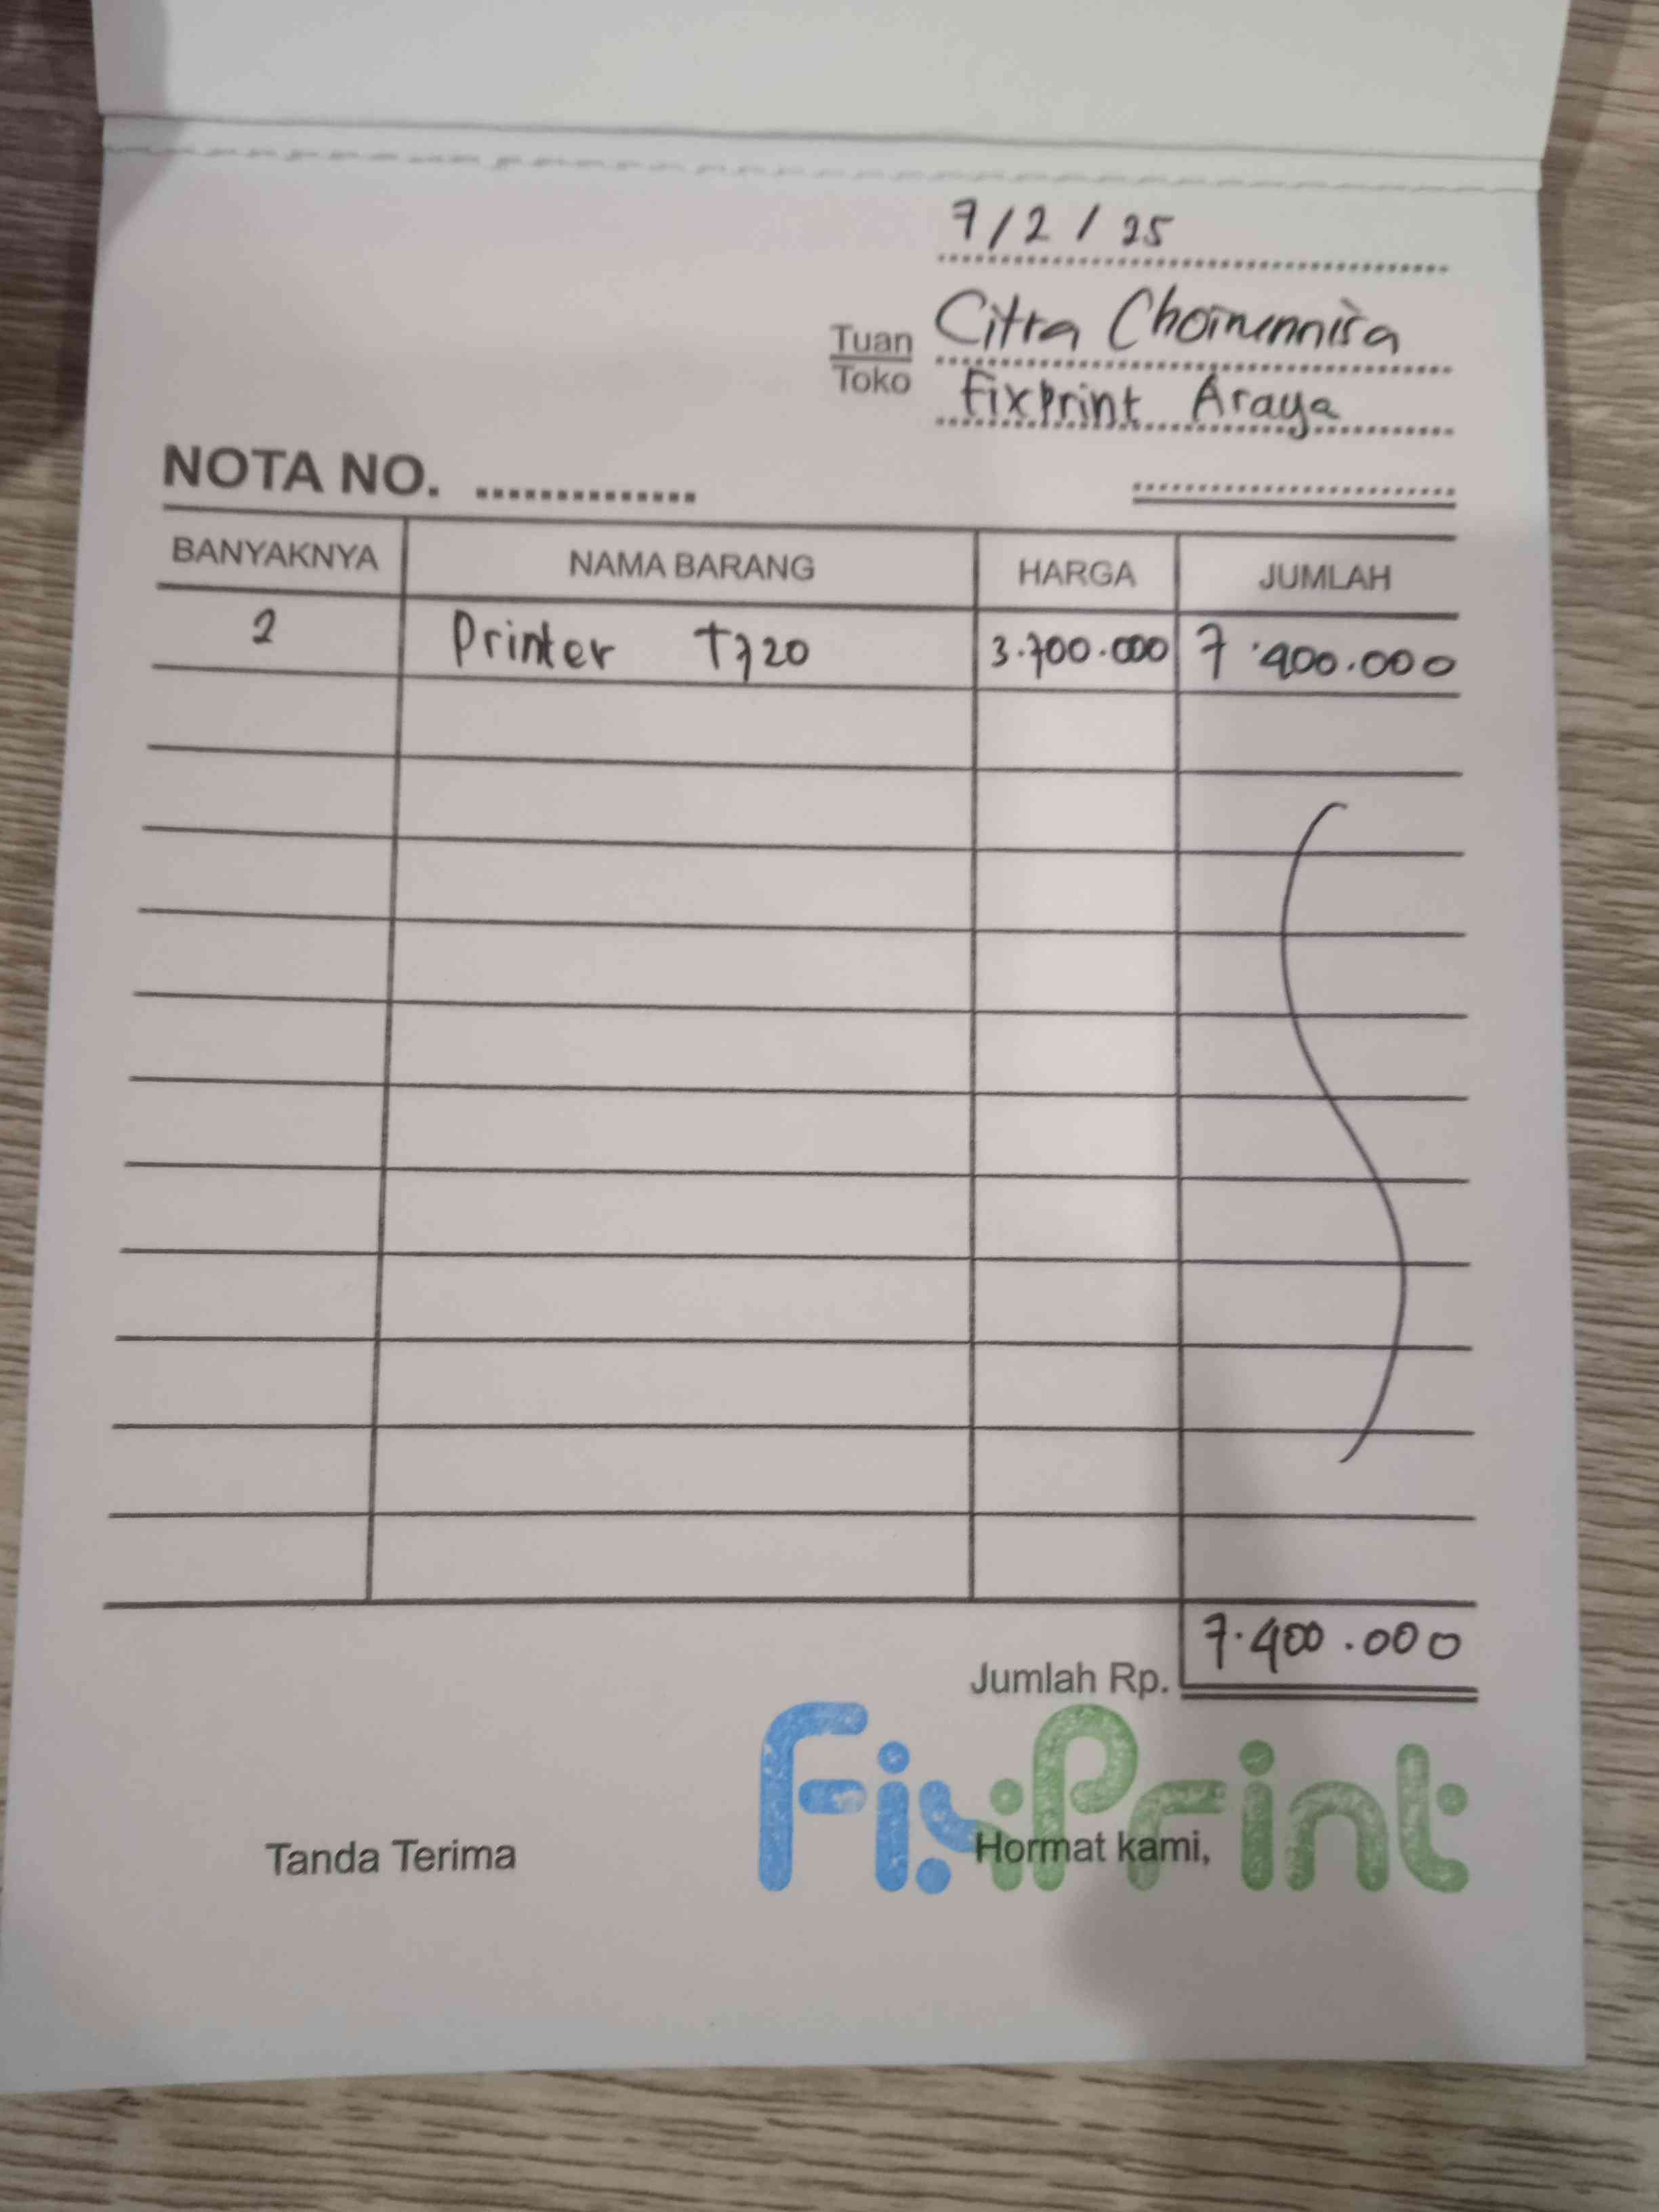 7/2/25
Tuan Citra Choirunnisa
Toko Fixprint Araya
NOTA NO. ..............
BANYAKNYA NAMA BARANG HARGA JUMLAH
2 Printer T720 3.700.000 7.400.000
Jumlah Rp. 7.400.000
FixPrint
Tanda Terima Hormat kami,